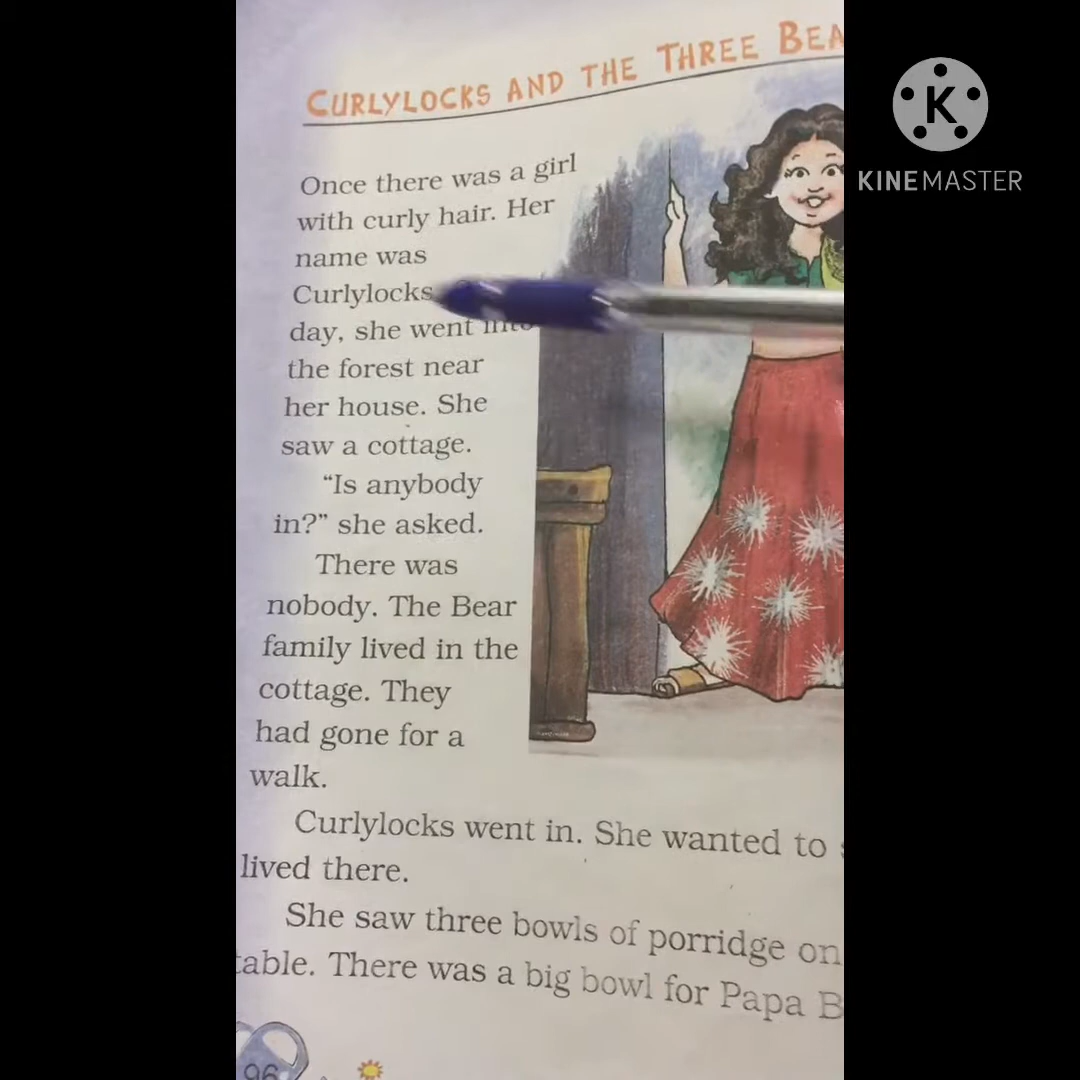 CURLYLOCKS AND THE THREE BEA
KINEMASTER
Once there was a girl
with curly hair. Her
name was
Curlylocks
day, she went into
the forest near
her house. She
saw a cottage.
“Is anybody
in?” she asked.
There was
nobody. The Bear
family lived in the
cottage. They
had gone for a
walk.
Curlylocks went in. She wanted to
lived there.
She saw three bowls of porridge on
table. There was a big bowl for Papa B
96